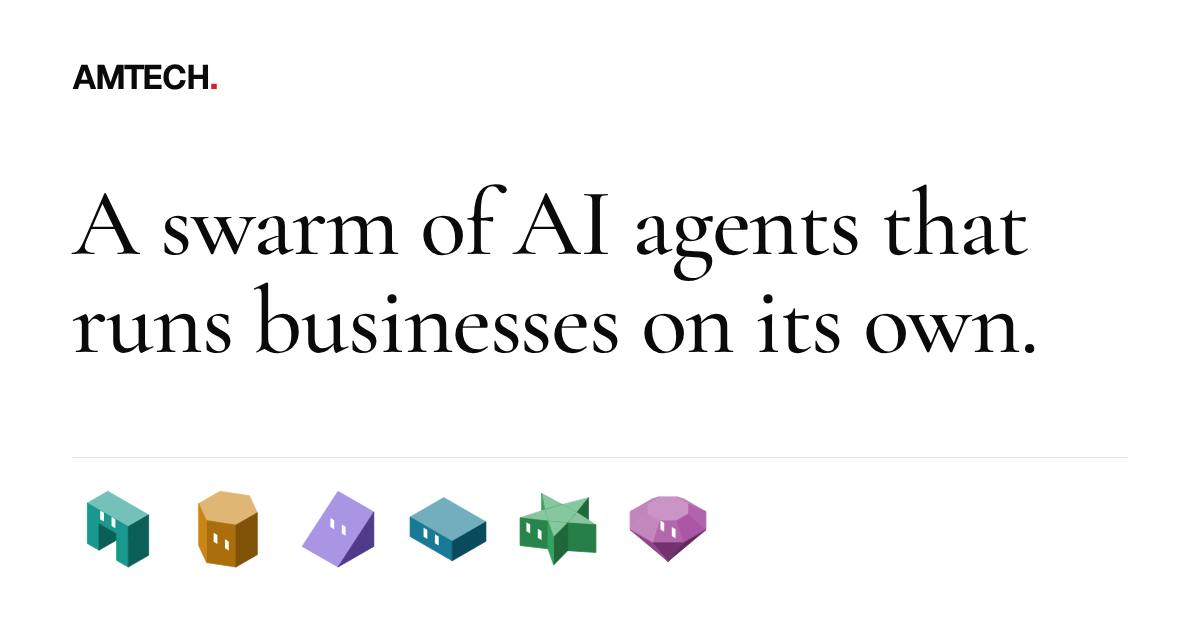 AMTECH.
A swarm of AI agents that
runs businesses on its own.